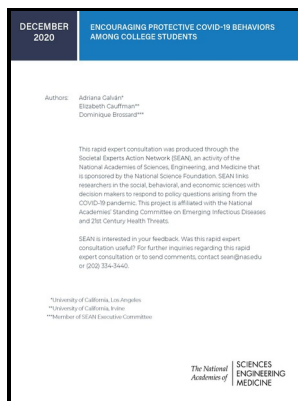 DECEMBER
2020
ENCOURAGING PROTECTIVE COVID-19 BEHAVIORS
AMONG COLLEGE STUDENTS
Authors: Adriana Galván*
Elizabeth Cauffman**
Dominique Brossard***
This rapid expert consultation was produced through the
Societal Experts Action Network (SEAN), an activity of the
National Academies of Sciences, Engineering, and Medicine that
is sponsored by the National Science Foundation. SEAN links
researchers in the social, behavioral, and economic sciences with
decision makers to respond to policy questions arising from the
COVID-19 pandemic. This project is affiliated with the National
Academies' Standing Committee on Emerging Infectious Diseases
and 21st Century Health Threats.
SEAN is interested in your feedback. Was this rapid expert
consultation useful? For further inquiries regarding this rapid
expert consultation or to send comments, contact sean@nas.edu
or (202) 334-3440.
*University of California, Los Angeles
**University of California, Irvine
***Member of SEAN Executive Committee
The National
Academies of
SCIENCES
ENGINEERING
MEDICINE